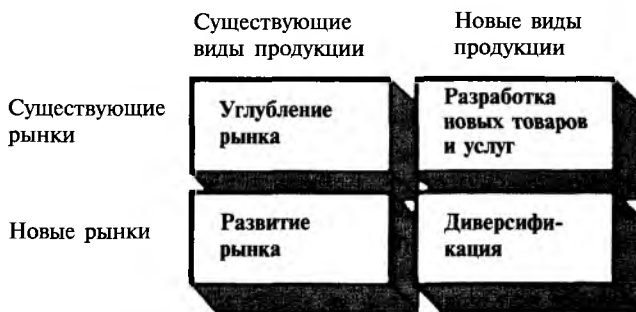 Существующие
виды продукции
Новые виды
продукции
Существующие
рынки
Углубление
рынка
Разработка
новых товаров
и услуг
Новые рынки
Развитие
рынка
Диверсифи-
кация